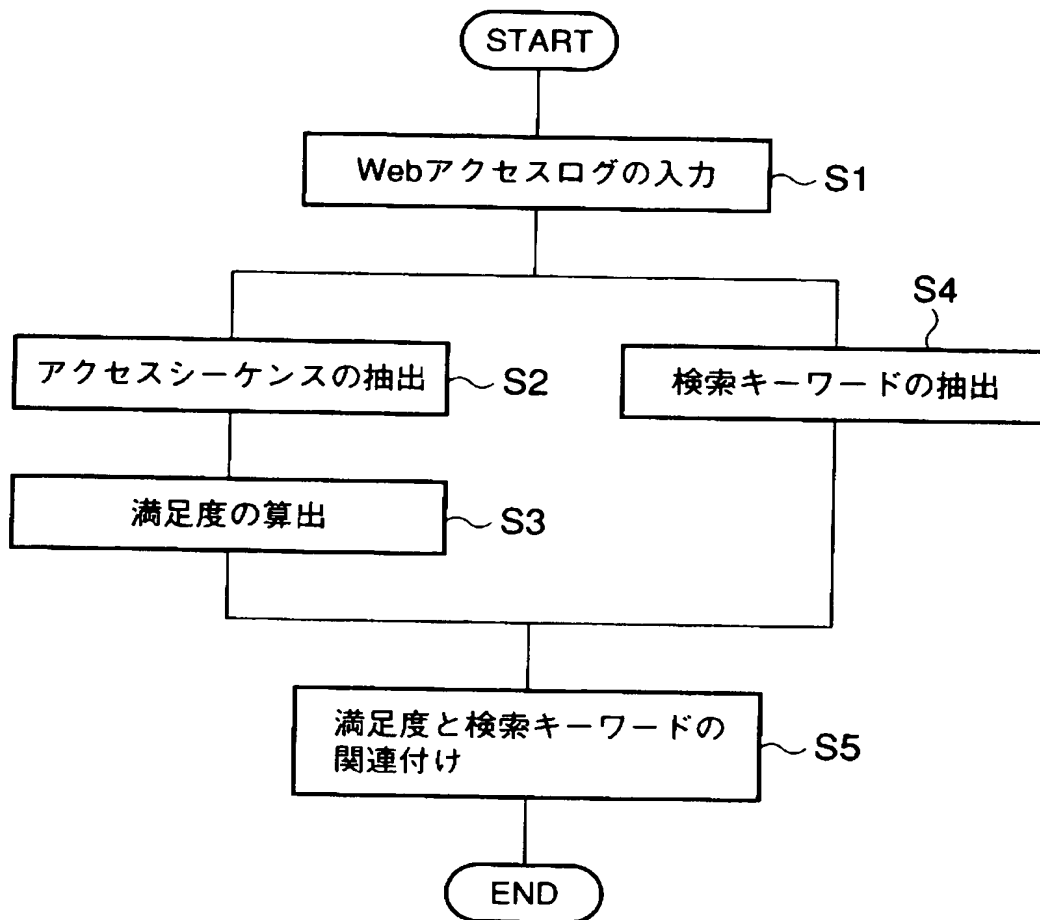 START
Webアクセスログの入力
S1
S4
アクセスシーケンスの抽出
S2
検索キーワードの抽出
満足度の算出
S3
満足度と検索キーワードの
関連付け
S5
END